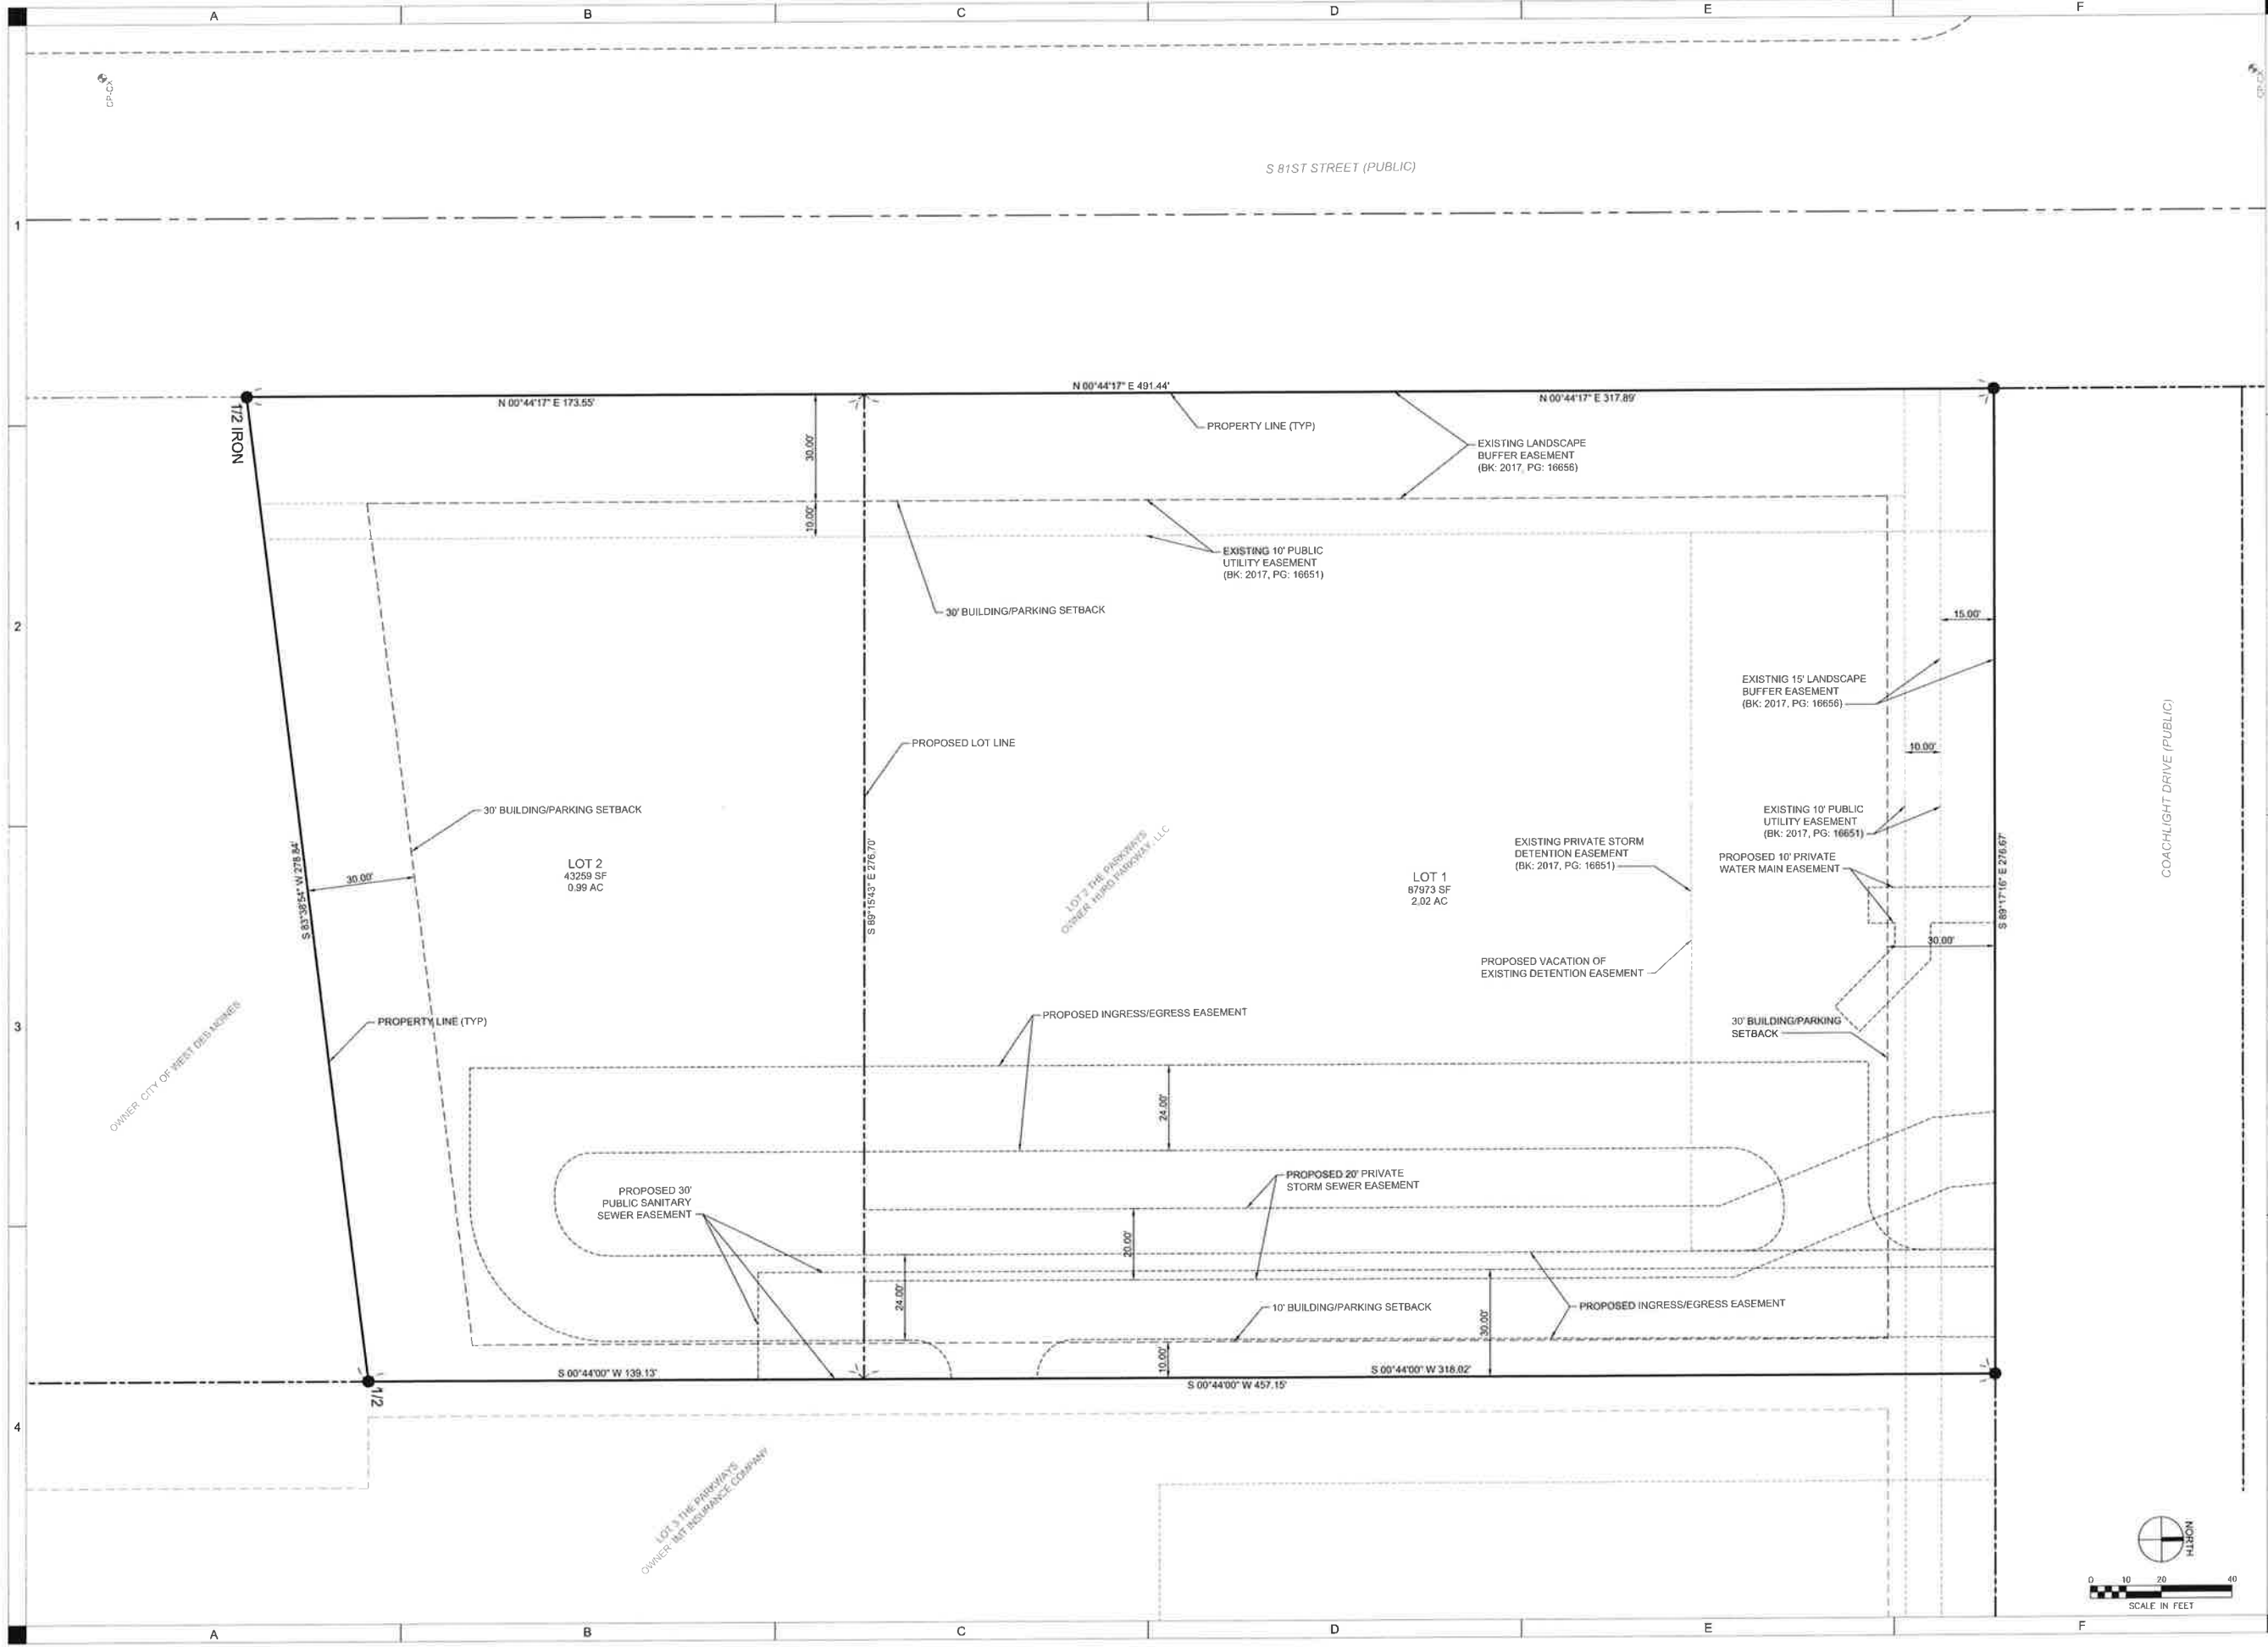 A B C D E F
CP-CX
CP-CX
S 81ST STREET (PUBLIC)
1
N 00°44'17" E 491.44'
N 00°44'17" E 173.55'
N 00°44'17" E 317.89'
1/2 IRON
PROPERTY LINE (TYP)
30.00'
EXISTING LANDSCAPE
BUFFER EASEMENT
(BK: 2017, PG: 16656)
10.00'
EXISTING 10' PUBLIC
UTILITY EASEMENT
(BK: 2017, PG: 16651)
30' BUILDING/PARKING SETBACK
2
15.00'
EXISTNIG 15' LANDSCAPE
BUFFER EASEMENT
(BK: 2017, PG: 16656)
COACHLIGHT DRIVE (PUBLIC)
PROPOSED LOT LINE
10.00'
30' BUILDING/PARKING SETBACK
EXISTING 10' PUBLIC
UTILITY EASEMENT
(BK: 2017, PG: 16651)
S 83°38'54" W 278.84'
30.00'
LOT 2
43259 SF
0.99 AC
S 89°15'43" E 276.70'
LOT 2 THE PARKWAYS
OWNER: HURD PARKWAY, LLC
EXISTING PRIVATE STORM
DETENTION EASEMENT
(BK: 2017, PG: 16651)
LOT 1
87973 SF
2.02 AC
PROPOSED 10' PRIVATE
WATER MAIN EASEMENT
S 89°17'16" E 276.67'
30.00'
PROPOSED VACATION OF
EXISTING DETENTION EASEMENT
OWNER: CITY OF WEST DES MOINES
3
PROPERTY LINE (TYP)
PROPOSED INGRESS/EGRESS EASEMENT
30' BUILDING/PARKING
SETBACK
24.00'
PROPOSED 30'
PUBLIC SANITARY
SEWER EASEMENT
PROPOSED 20' PRIVATE
STORM SEWER EASEMENT
20.00'
24.00'
10' BUILDING/PARKING SETBACK
30.00'
PROPOSED INGRESS/EGRESS EASEMENT
10.00'
S 00°44'00" W 139.13'
S 00°44'00" W 318.02'
S 00°44'00" W 457.15'
1/2
4
LOT 3 THE PARKWAYS
OWNER: IMT INSURANCE COMPANY
NORTH
0 10 20 40
SCALE IN FEET
A B C D E F